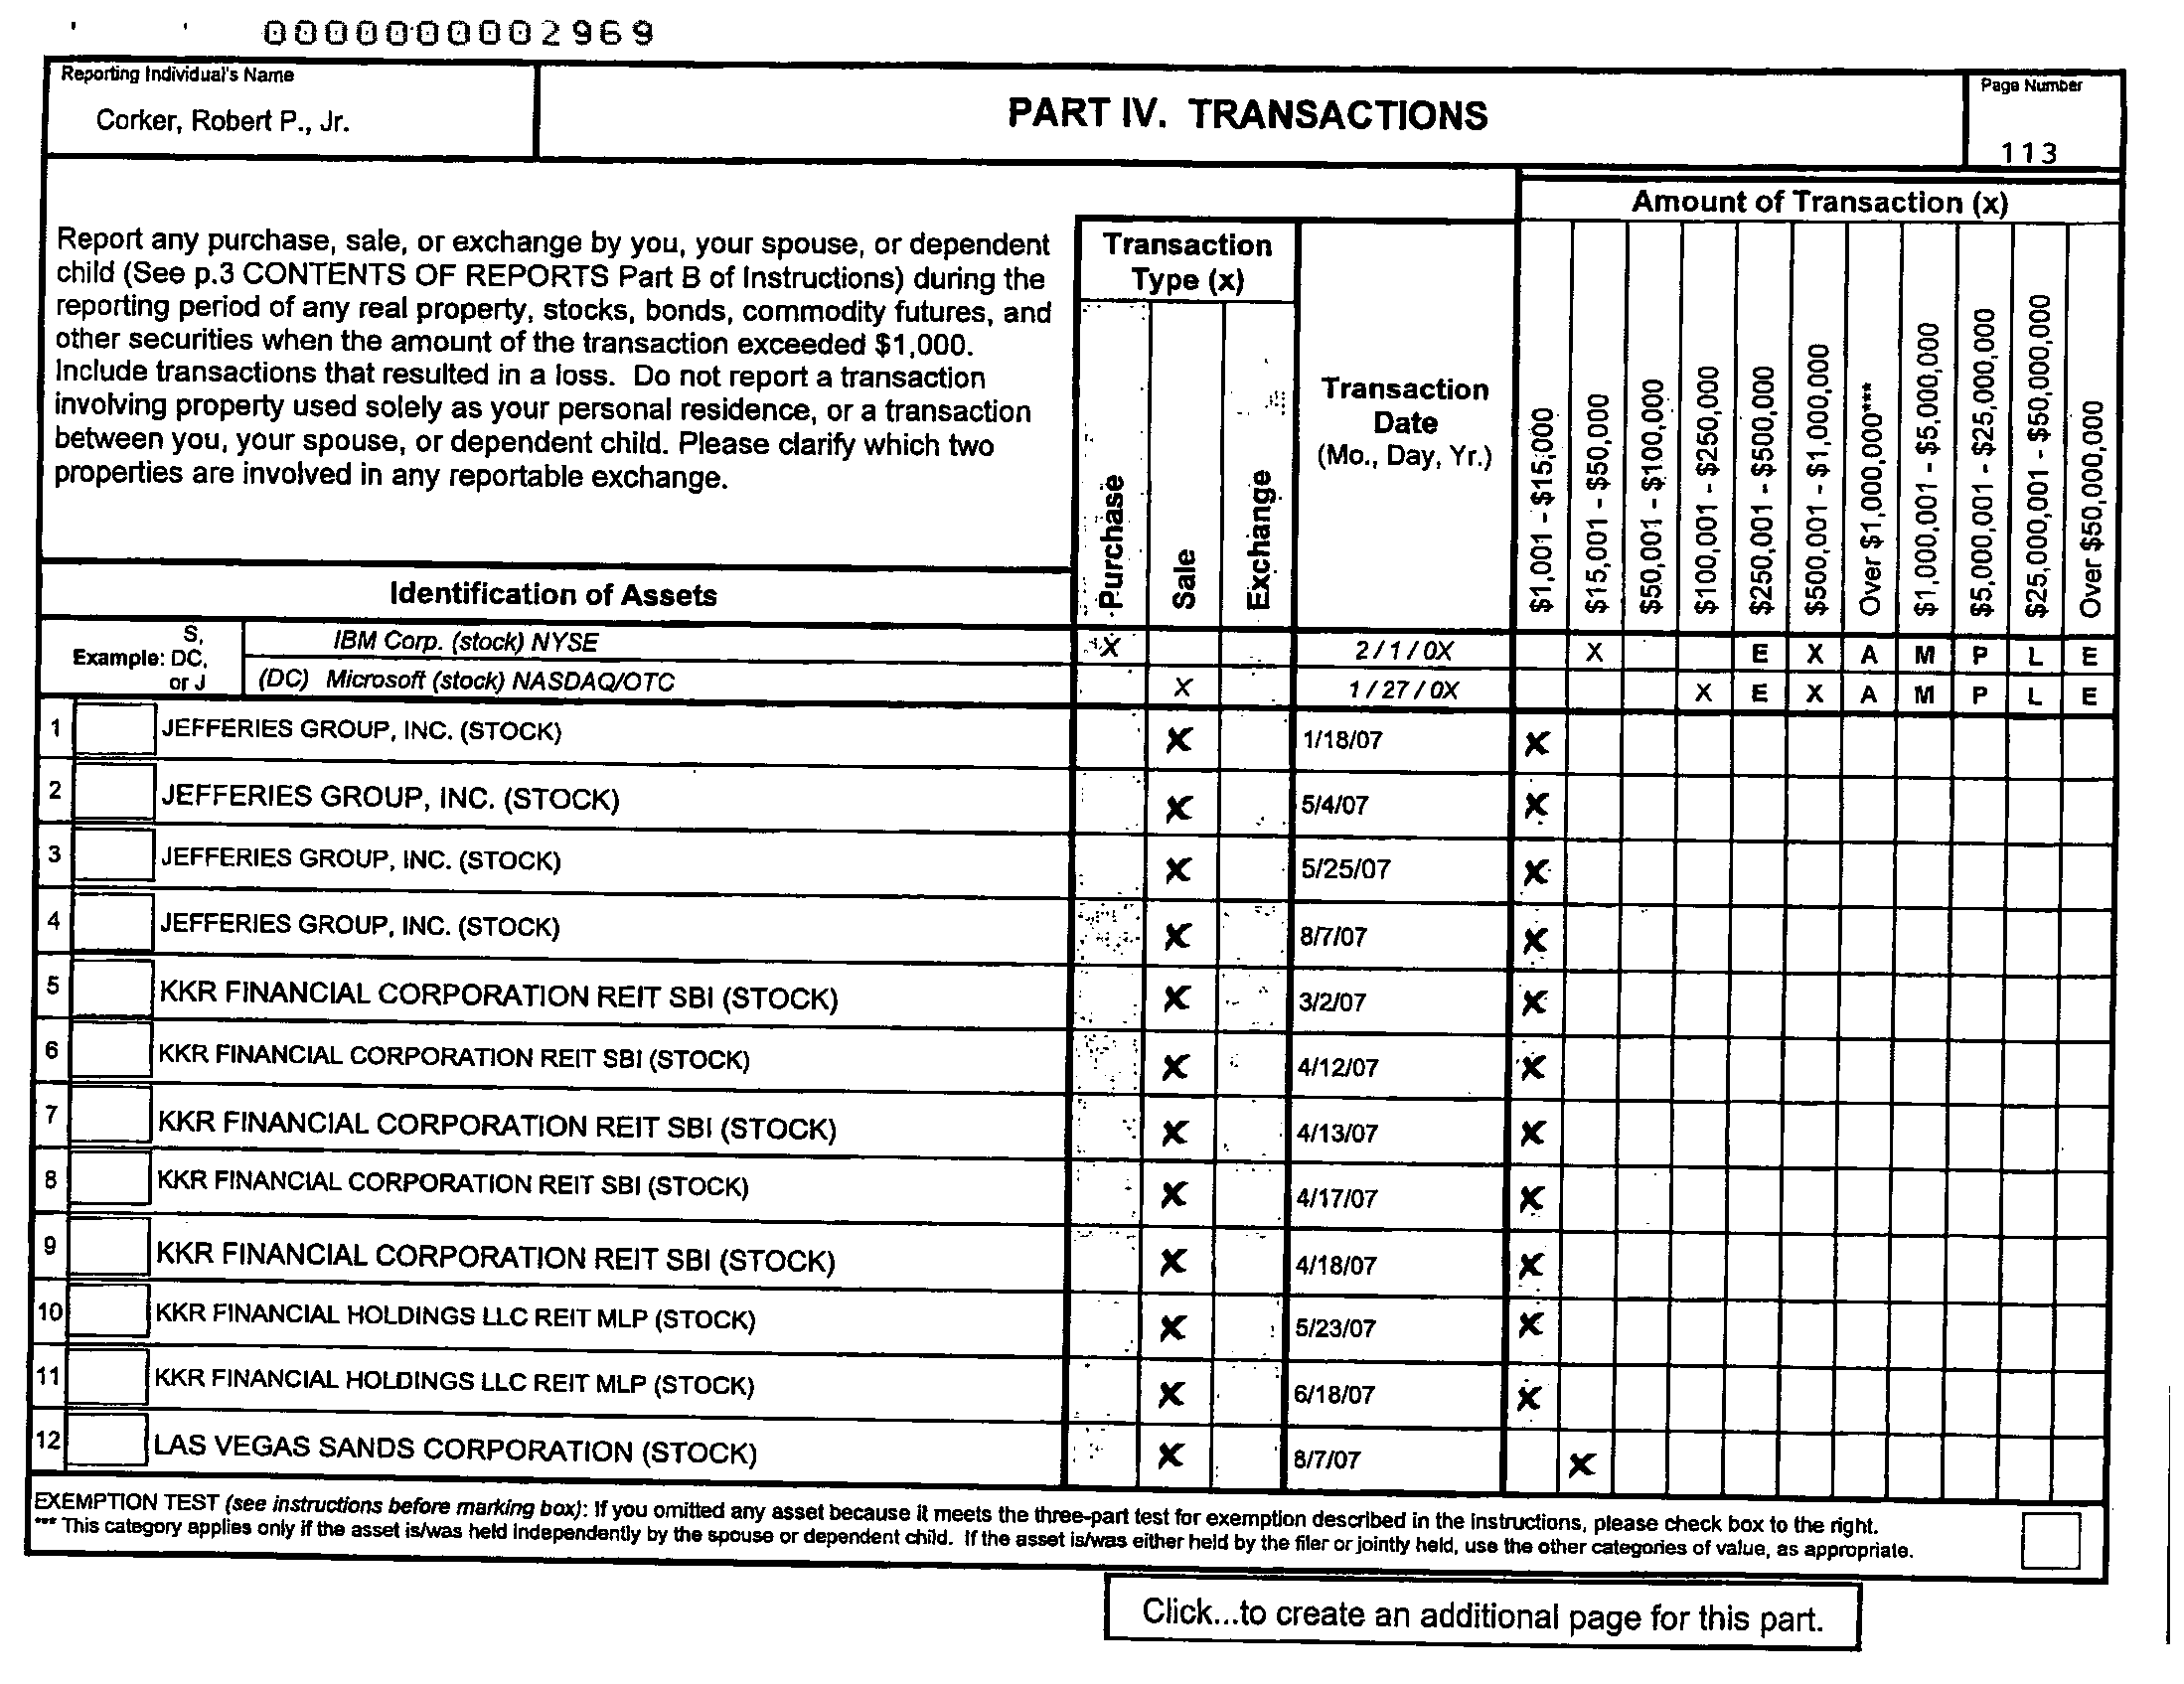 0000000002969
Reporting Individual's Name
Corker, Robert P., Jr.
PART IV. TRANSACTIONS
Page Number
113
Report any purchase, sale, or exchange by you, your spouse, or dependent
child (See p.3 CONTENTS OF REPORTS Part B of Instructions) during the
reporting period of any real property, stocks, bonds, commodity futures, and
other securities when the amount of the transaction exceeded $1,000.
Include transactions that resulted in a loss. Do not report a transaction
involving property used solely as your personal residence, or a transaction
between you, your spouse, or dependent child. Please clarify which two
properties are involved in any reportable exchange.
Identification of Assets
Transaction
Type (x)
Purchase
Sale
Exchange
Transaction
Date
(Mo., Day, Yr.)
Amount of Transaction (x)
$1,001 - $15,000
$15,001 - $50,000
$50,001 - $100,000
$100,001 - $250,000
$250,001 - $500,000
$500,001 - $1,000,000
Over $1,000,000***
$1,000,001 - $5,000,000
$5,000,001 - $25,000,000
$25,000,001 - $50,000,000
Over $50,000,000
Example: S, DC, or J
IBM Corp. (stock) NYSE X 2 / 1 / 0X X E X A M P L E
(DC) Microsoft (stock) NASDAQ/OTC X 1 / 27 / 0X X E X A M P L E
1 JEFFERIES GROUP, INC. (STOCK) X 1/18/07 X
2 JEFFERIES GROUP, INC. (STOCK) X 5/4/07 X
3 JEFFERIES GROUP, INC. (STOCK) X 5/25/07 X
4 JEFFERIES GROUP, INC. (STOCK) X 8/7/07 X
5 KKR FINANCIAL CORPORATION REIT SBI (STOCK) X 3/2/07 X
6 KKR FINANCIAL CORPORATION REIT SBI (STOCK) X 4/12/07 X
7 KKR FINANCIAL CORPORATION REIT SBI (STOCK) X 4/13/07 X
8 KKR FINANCIAL CORPORATION REIT SBI (STOCK) X 4/17/07 X
9 KKR FINANCIAL CORPORATION REIT SBI (STOCK) X 4/18/07 X
10 KKR FINANCIAL HOLDINGS LLC REIT MLP (STOCK) X 5/23/07 X
11 KKR FINANCIAL HOLDINGS LLC REIT MLP (STOCK) X 6/18/07 X
12 LAS VEGAS SANDS CORPORATION (STOCK) X 8/7/07 X
EXEMPTION TEST (see instructions before marking box): If you omitted any asset because it meets the three-part test for exemption described in the instructions, please check box to the right.
*** This category applies only if the asset is/was held independently by the spouse or dependent child. If the asset is/was either held by the filer or jointly held, use the other categories of value, as appropriate.
Click...to create an additional page for this part.